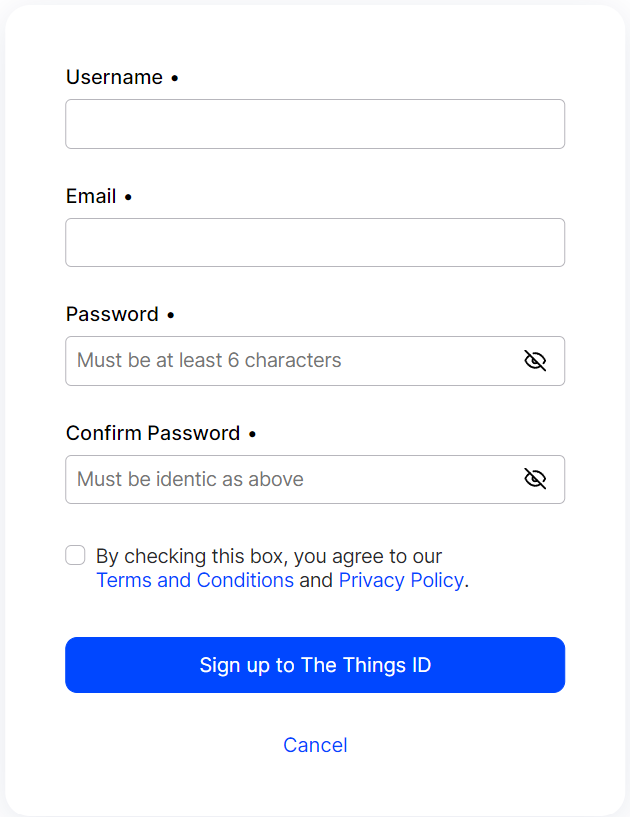 Username •
Email •
Password •
Must be at least 6 characters
Confirm Password •
Must be identic as above
By checking this box, you agree to our
Terms and Conditions and Privacy Policy.
Sign up to The Things ID
Cancel